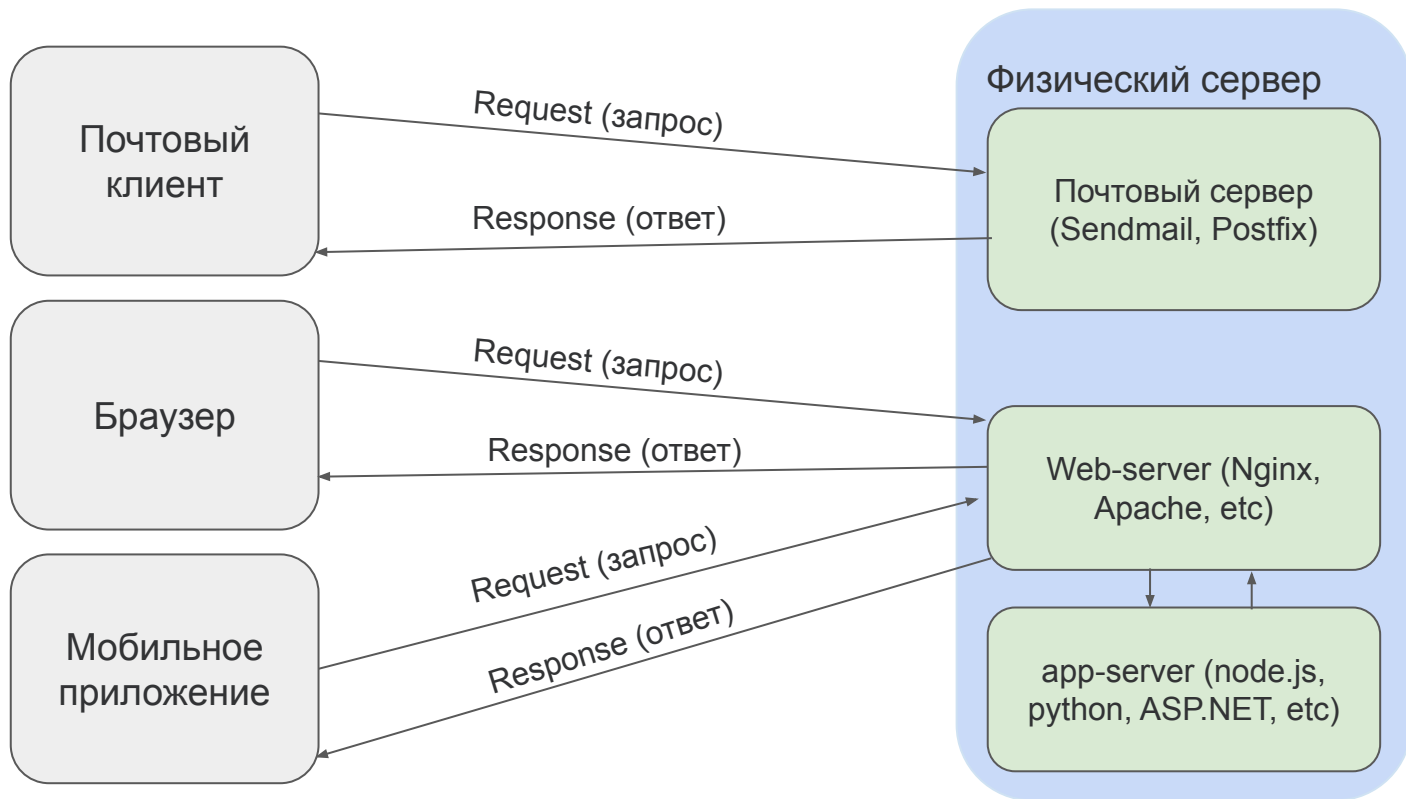 Физический сервер
Почтовый
клиент
Request (запрос)
Response (ответ)
Почтовый сервер
(Sendmail, Postfix)
Браузер
Request (запрос)
Response (ответ)
Web-server (Nginx,
Apache, etc)
Мобильное
приложение
Request (запрос)
Response (ответ)
app-server (node.js,
python, ASP.NET, etc)